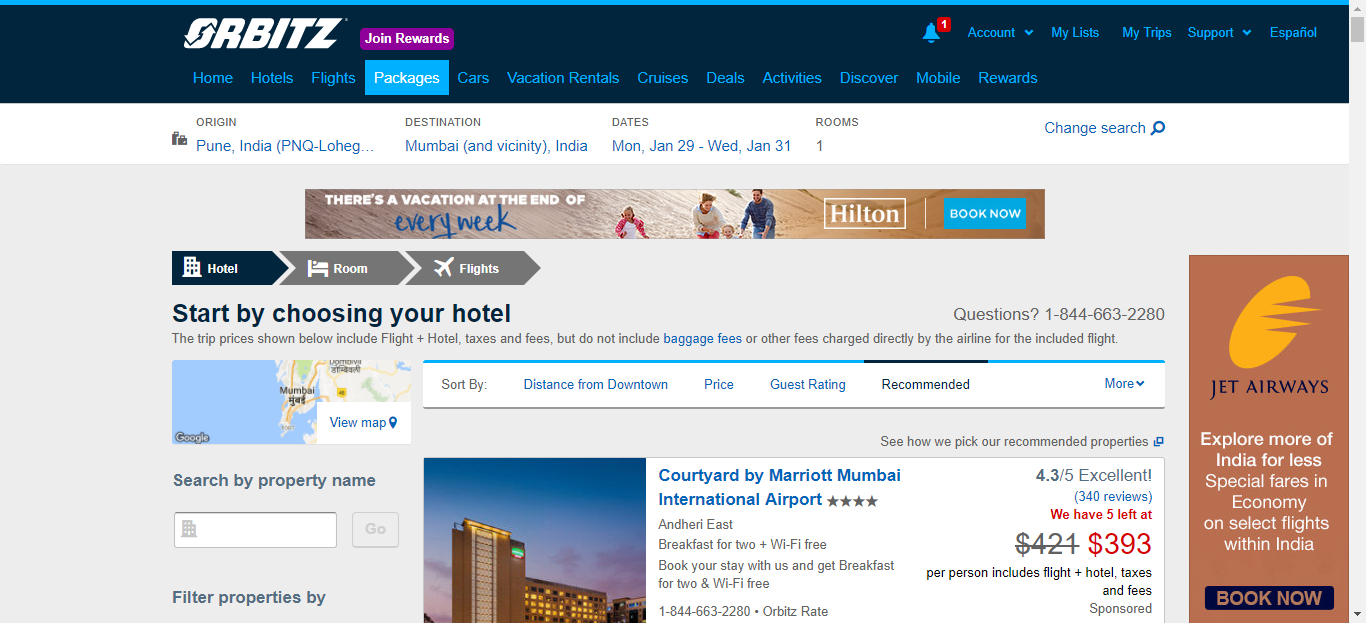 ORBITZ
Join Rewards
1
Account
My Lists
My Trips
Support
Español
Home
Hotels
Flights
Packages
Cars
Vacation Rentals
Cruises
Deals
Activities
Discover
Mobile
Rewards
ORIGIN
Pune, India (PNQ-Loheg…
DESTINATION
Mumbai (and vicinity), India
DATES
Mon, Jan 29 - Wed, Jan 31
ROOMS
1
Change search
THERE'S A VACATION AT THE END OF
every week
Hilton
BOOK NOW
Hotel
Room
Flights
Start by choosing your hotel
Questions? 1-844-663-2280
The trip prices shown below include Flight + Hotel, taxes and fees, but do not include baggage fees or other fees charged directly by the airline for the included flight.
Mumbai
मुंबई
View map
Google
Sort By:
Distance from Downtown
Price
Guest Rating
Recommended
More
See how we pick our recommended properties
Search by property name
Go
Filter properties by
Courtyard by Marriott Mumbai
International Airport
Andheri East
Breakfast for two + Wi-Fi free
Book your stay with us and get Breakfast
for two & Wi-Fi free
1-844-663-2280 • Orbitz Rate
4.3/5 Excellent!
(340 reviews)
We have 5 left at
$421 $393
per person includes flight + hotel, taxes
and fees
Sponsored
JET AIRWAYS
Explore more of
India for less
Special fares in
Economy
on select flights
within India
BOOK NOW